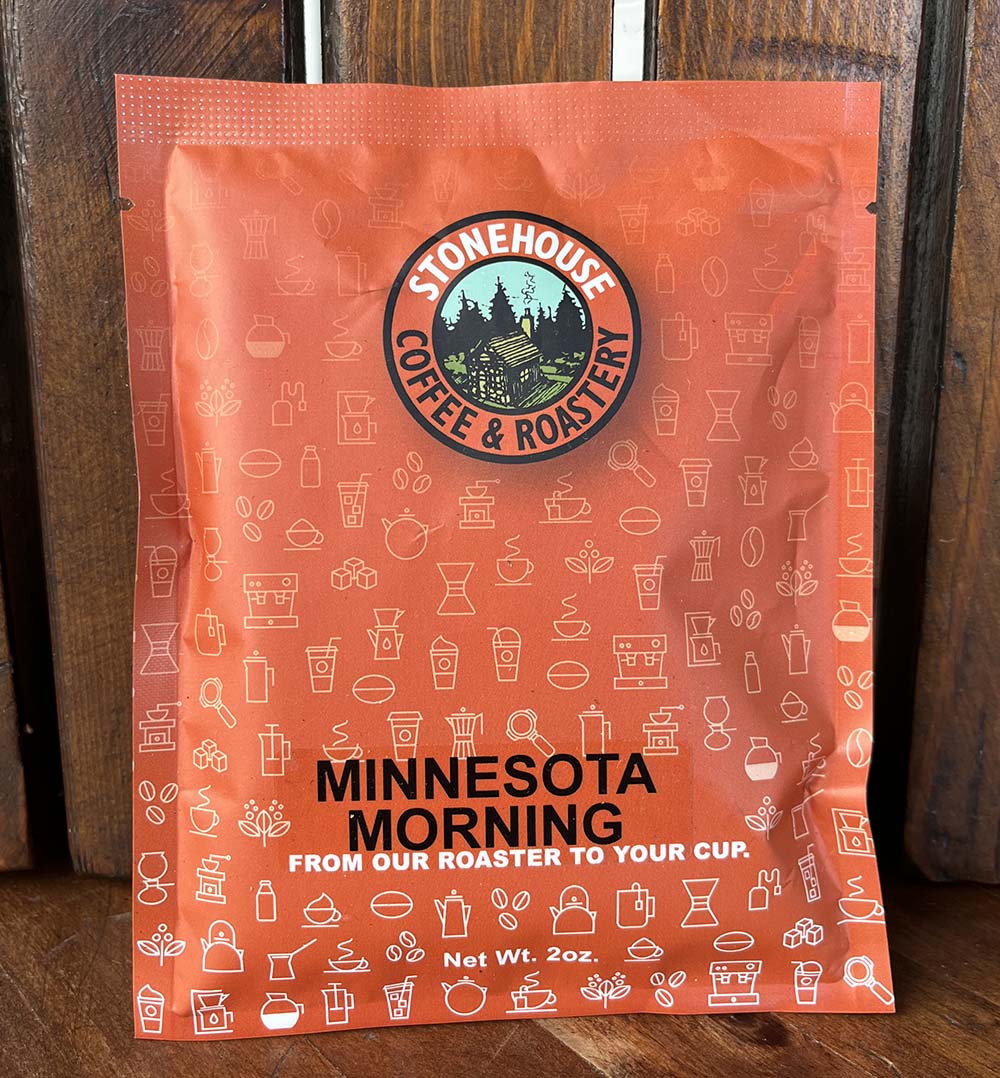 STONEHOUSE
COFFEE & ROASTERY
MINNESOTA
MORNING
FROM OUR ROASTER TO YOUR CUP.
Net Wt. 2oz.